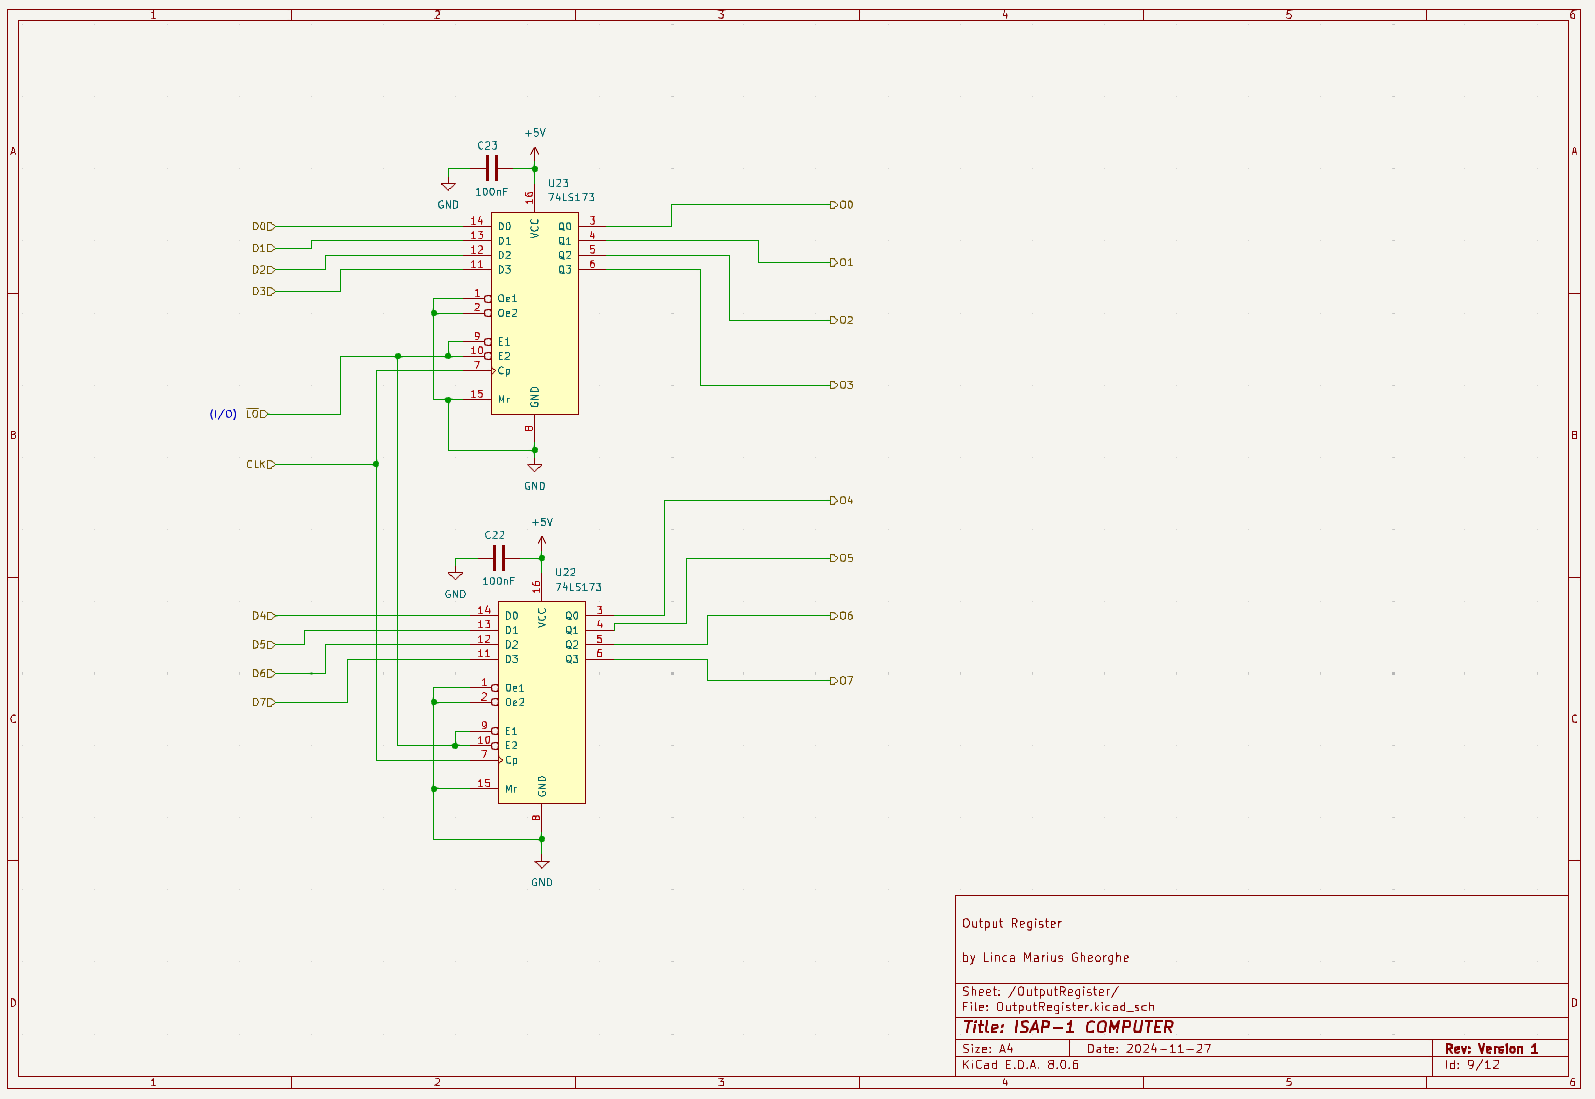 1 2 3 4 5 6
A A
+5V
C23
U23
100nF
74LS173
GND
16
VCC
O0
D0 14 D0 Q0 3
D1 13 D1 Q1 4
D2 12 D2 Q2 5
D3 11 D3 Q3 6
O1
1 Oe1
2 Oe2
O2
9 E1
10 E2
7 Cp
O3
15 Mr GND
(I/O) LO
8
B B
CLK
GND
O4
+5V
C22
O5
U22
100nF
74LS173
GND
16
VCC
D4 14 D0 Q0 3 O6
D5 13 D1 Q1 4
D6 12 D2 Q2 5
D7 11 D3 Q3 6
O7
1 Oe1
2 Oe2
C C
9 E1
10 E2
7 Cp
15 Mr GND
8
GND
Output Register
by Linca Marius Gheorghe
D D
Sheet: /OutputRegister/
File: OutputRegister.kicad_sch
Title: ISAP-1 COMPUTER
Size: A4 Date: 2024-11-27 Rev: Version 1
KiCad E.D.A. 8.0.6 Id: 9/12
1 2 3 4 5 6